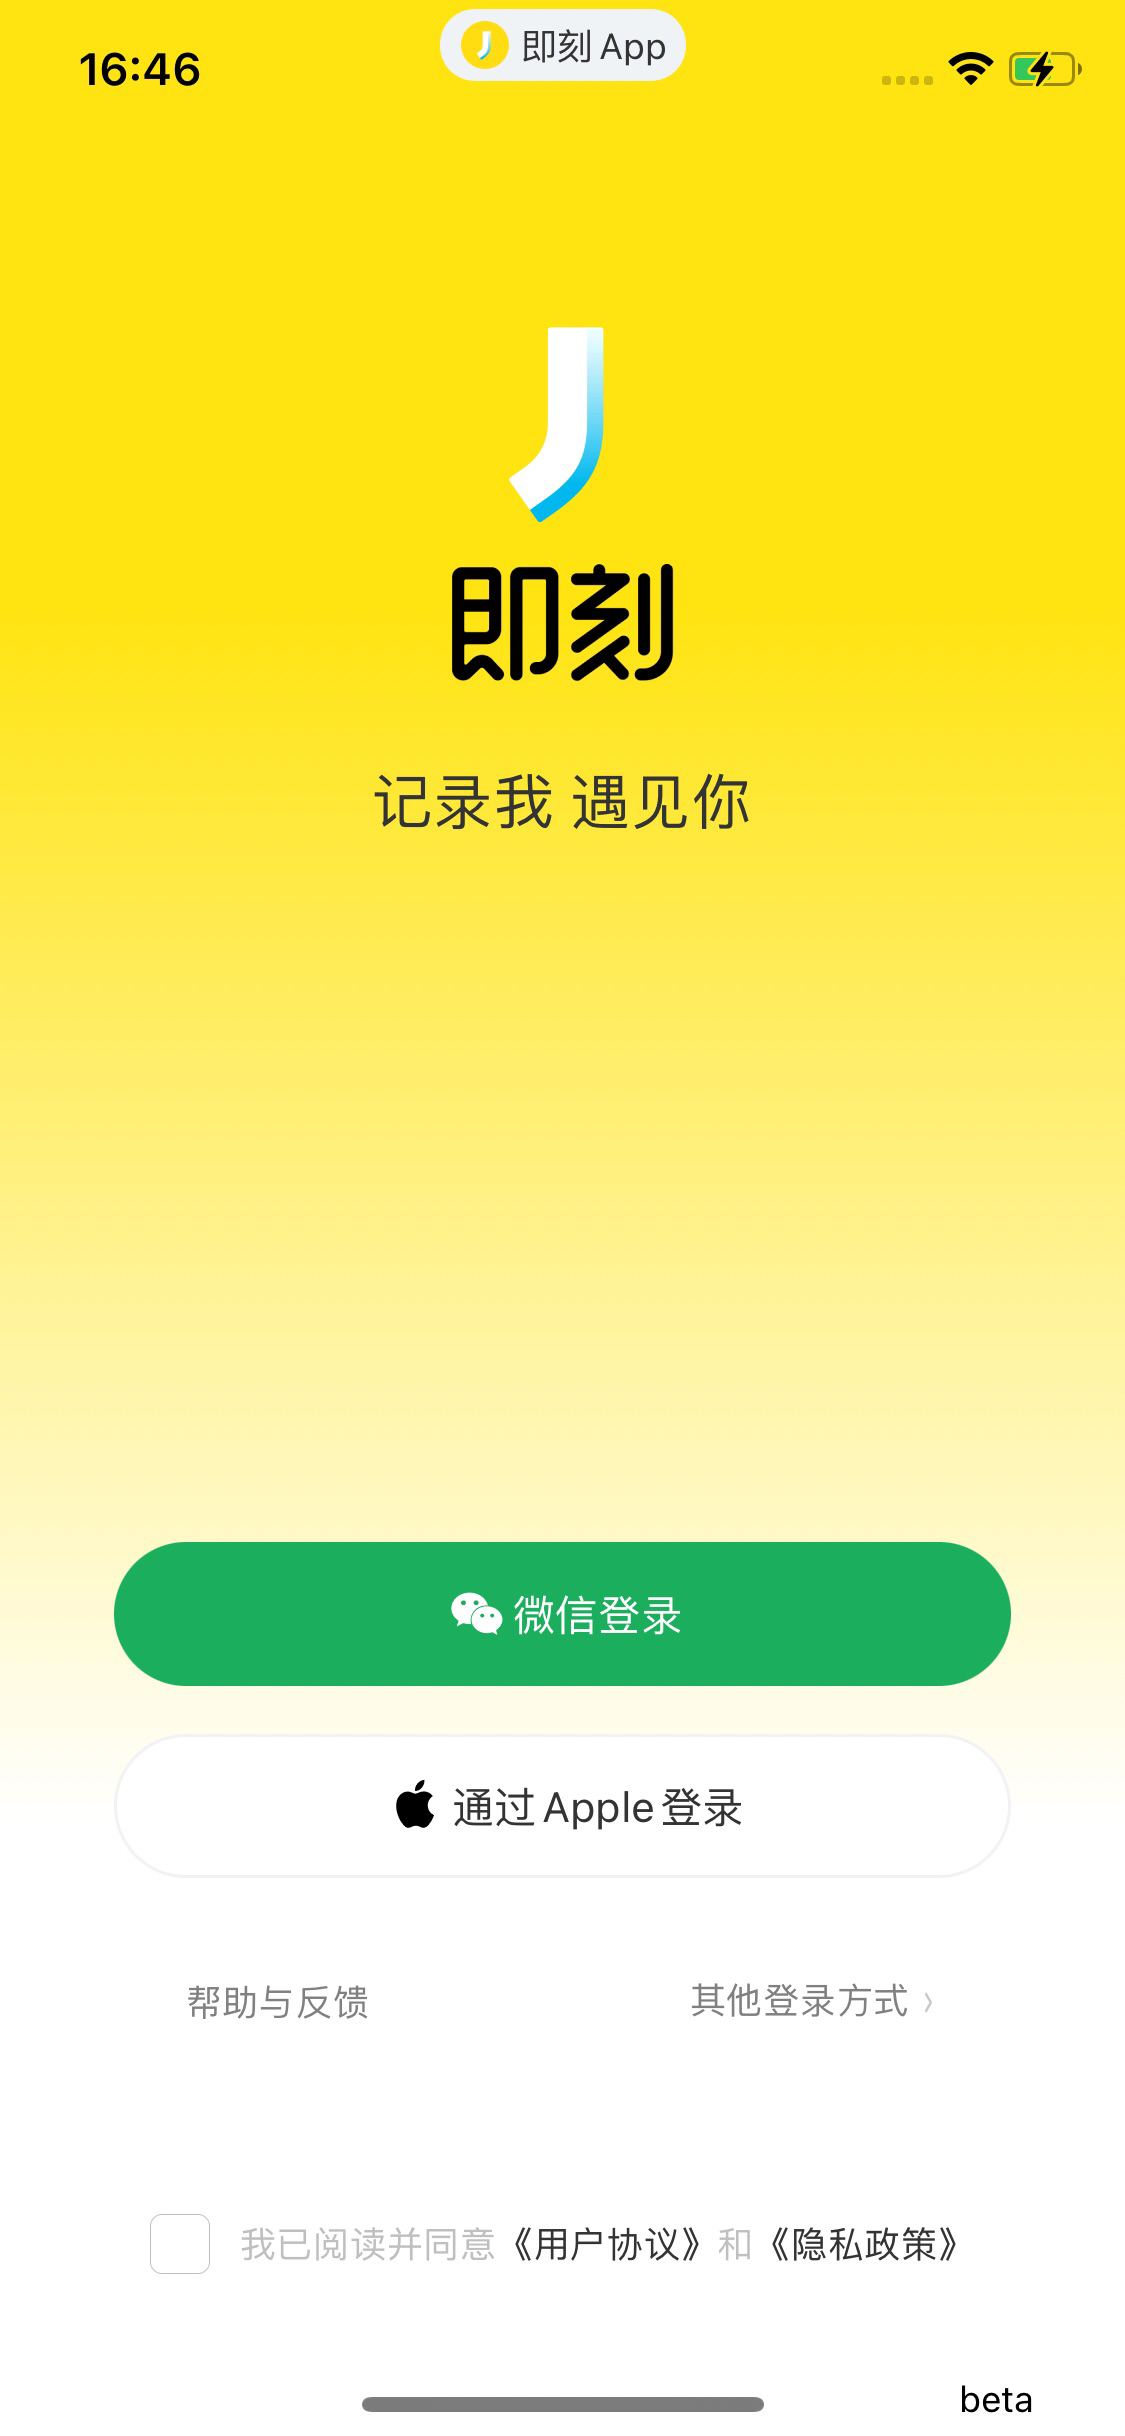 16:46
即刻 App
即刻
记录我 遇见你
微信登录
通过 Apple 登录
帮助与反馈
其他登录方式 〉
我已阅读并同意《用户协议》和《隐私政策》
beta